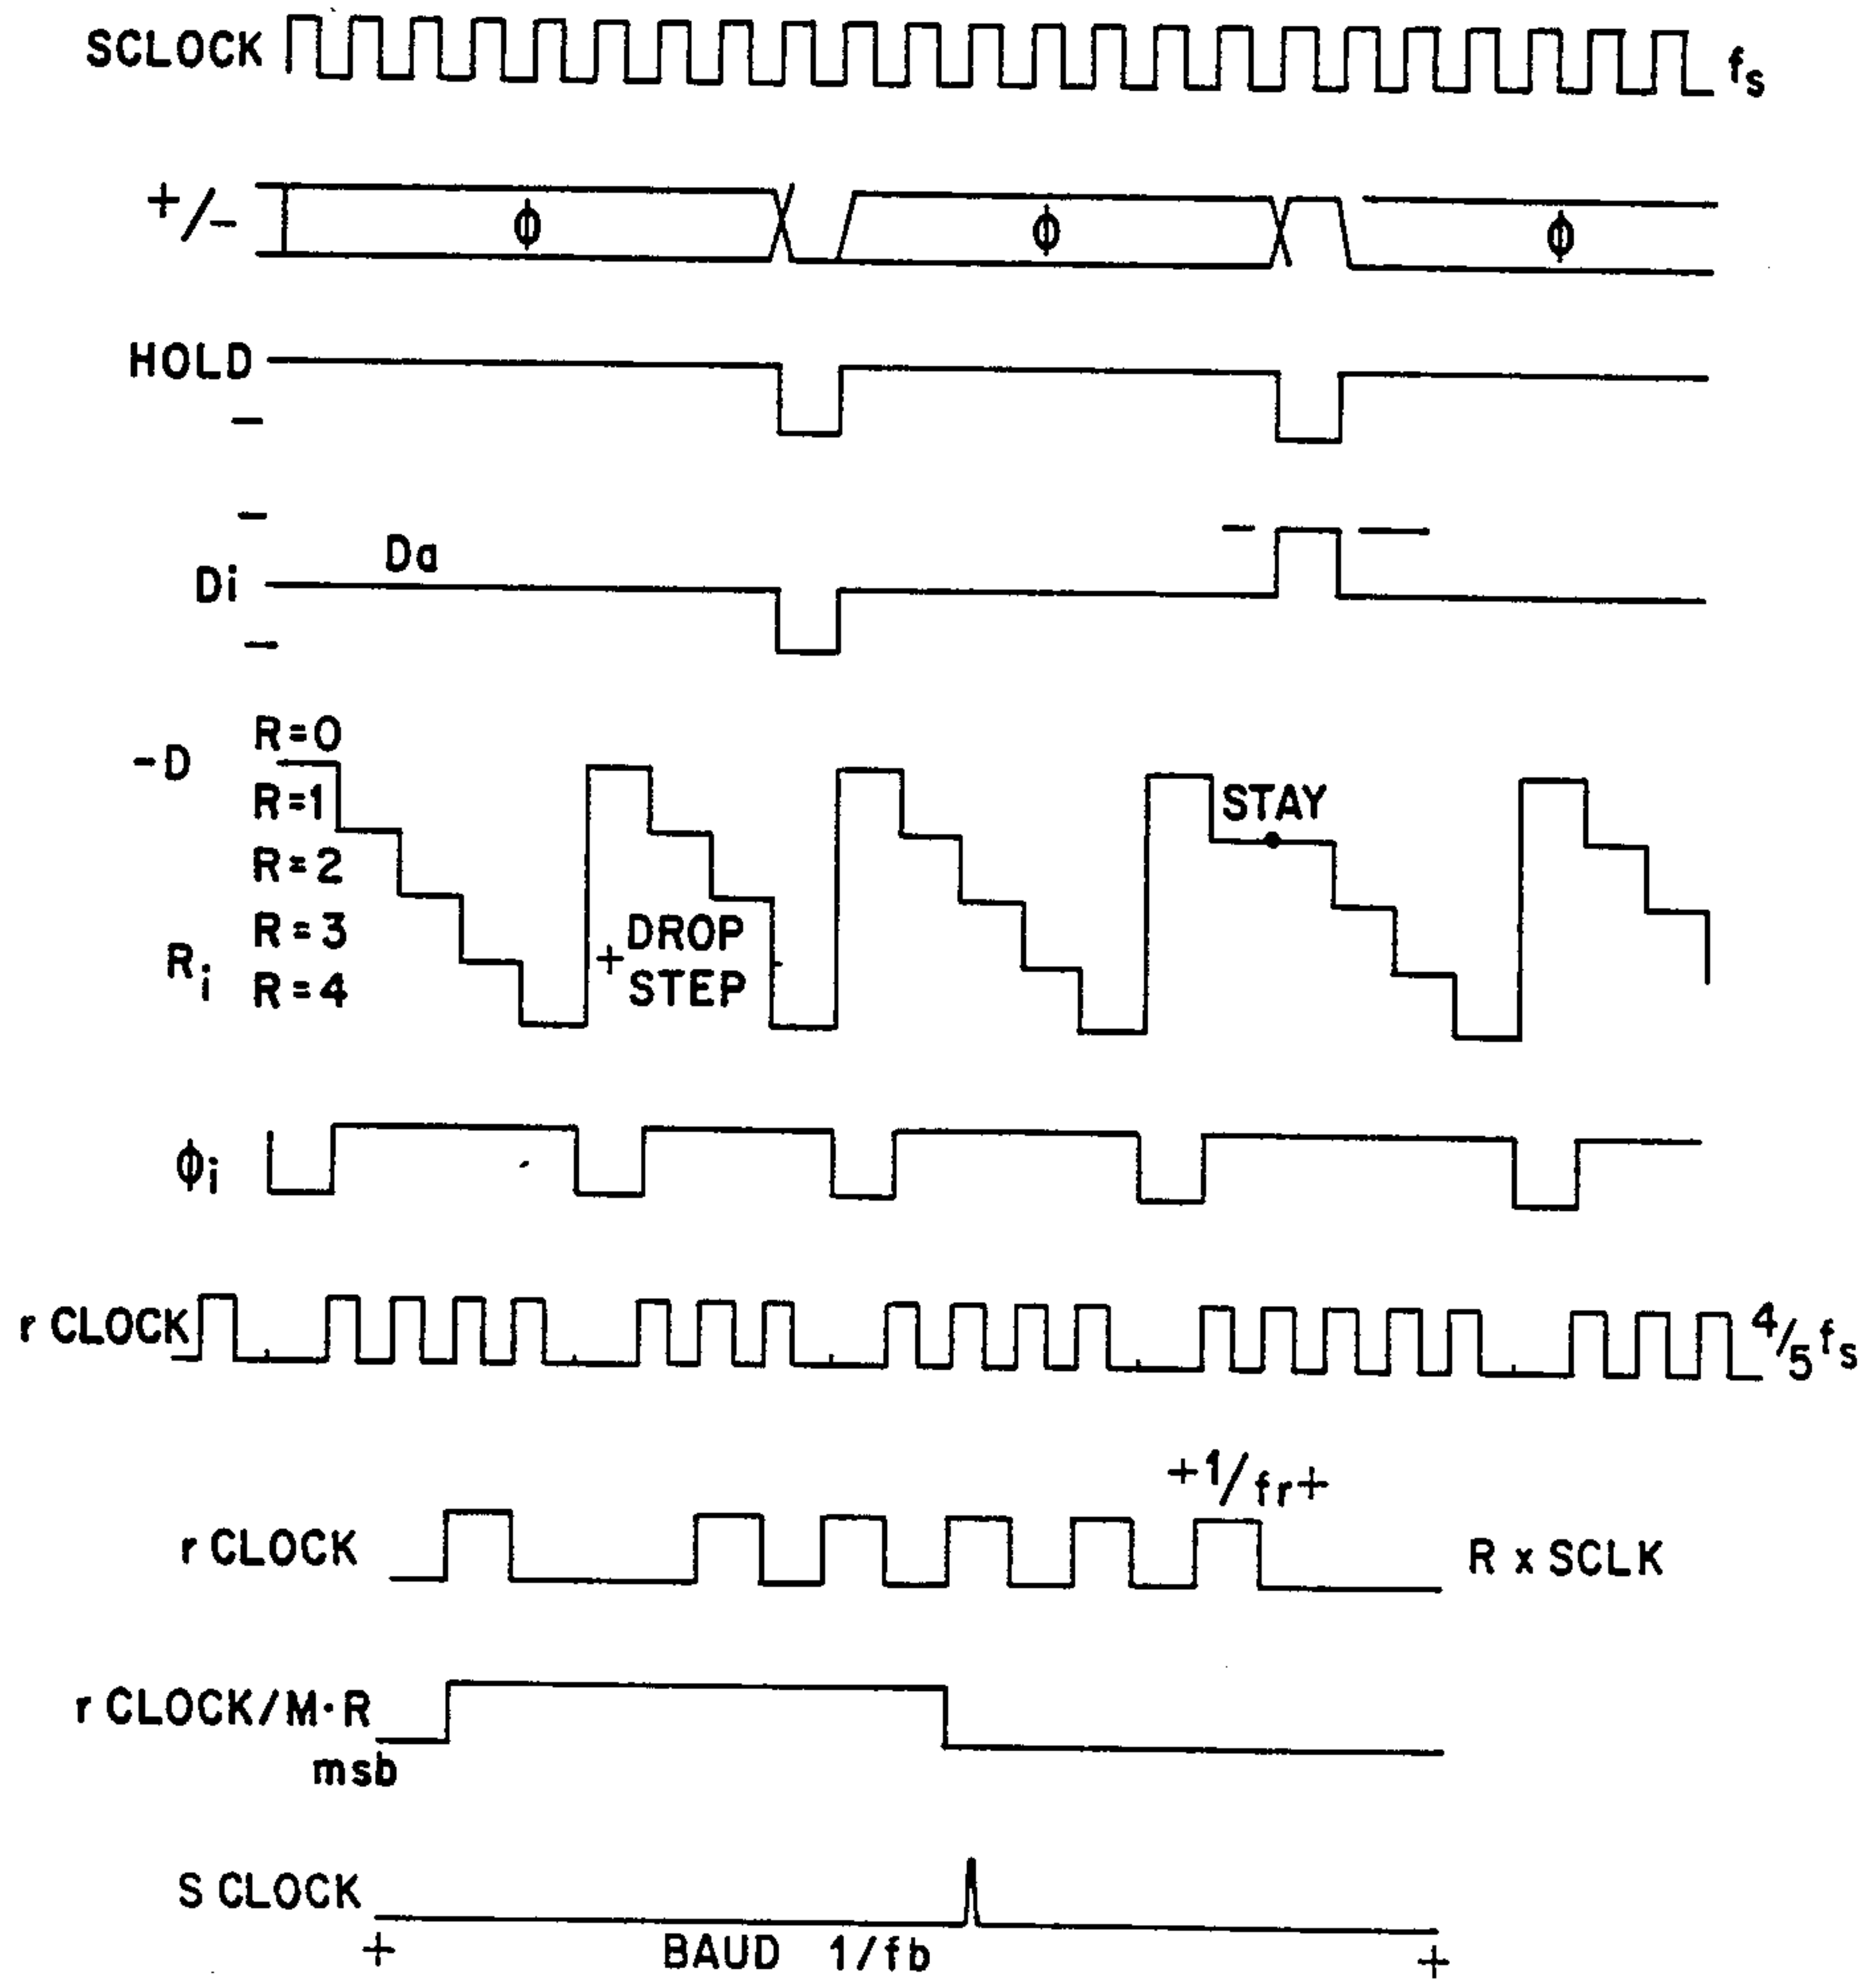 SCLOCK
fs
+/-
ϕ ϕ ϕ
HOLD
Da
Di
-D
R=0
R=1
R=2
R=3
R=4
Ri
STAY
+ DROP
STEP
ϕi
r CLOCK
4/5 fs
+1/fr+
r CLOCK
R x SCLK
r CLOCK/M·R
msb
S CLOCK
+ BAUD 1/fb +